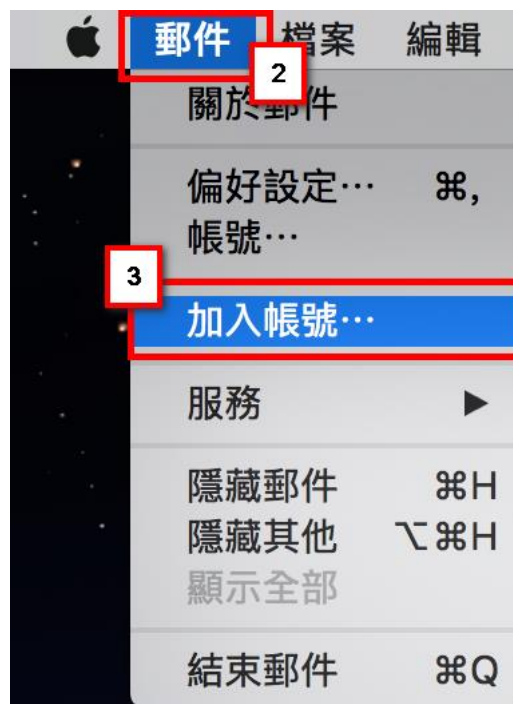 郵件 檔案 編輯
2
關於郵件
偏好設定… ⌘,
帳號…
3
加入帳號…
服務 ▶
隱藏郵件 ⌘H
隱藏其他 ⌥⌘H
顯示全部
結束郵件 ⌘Q